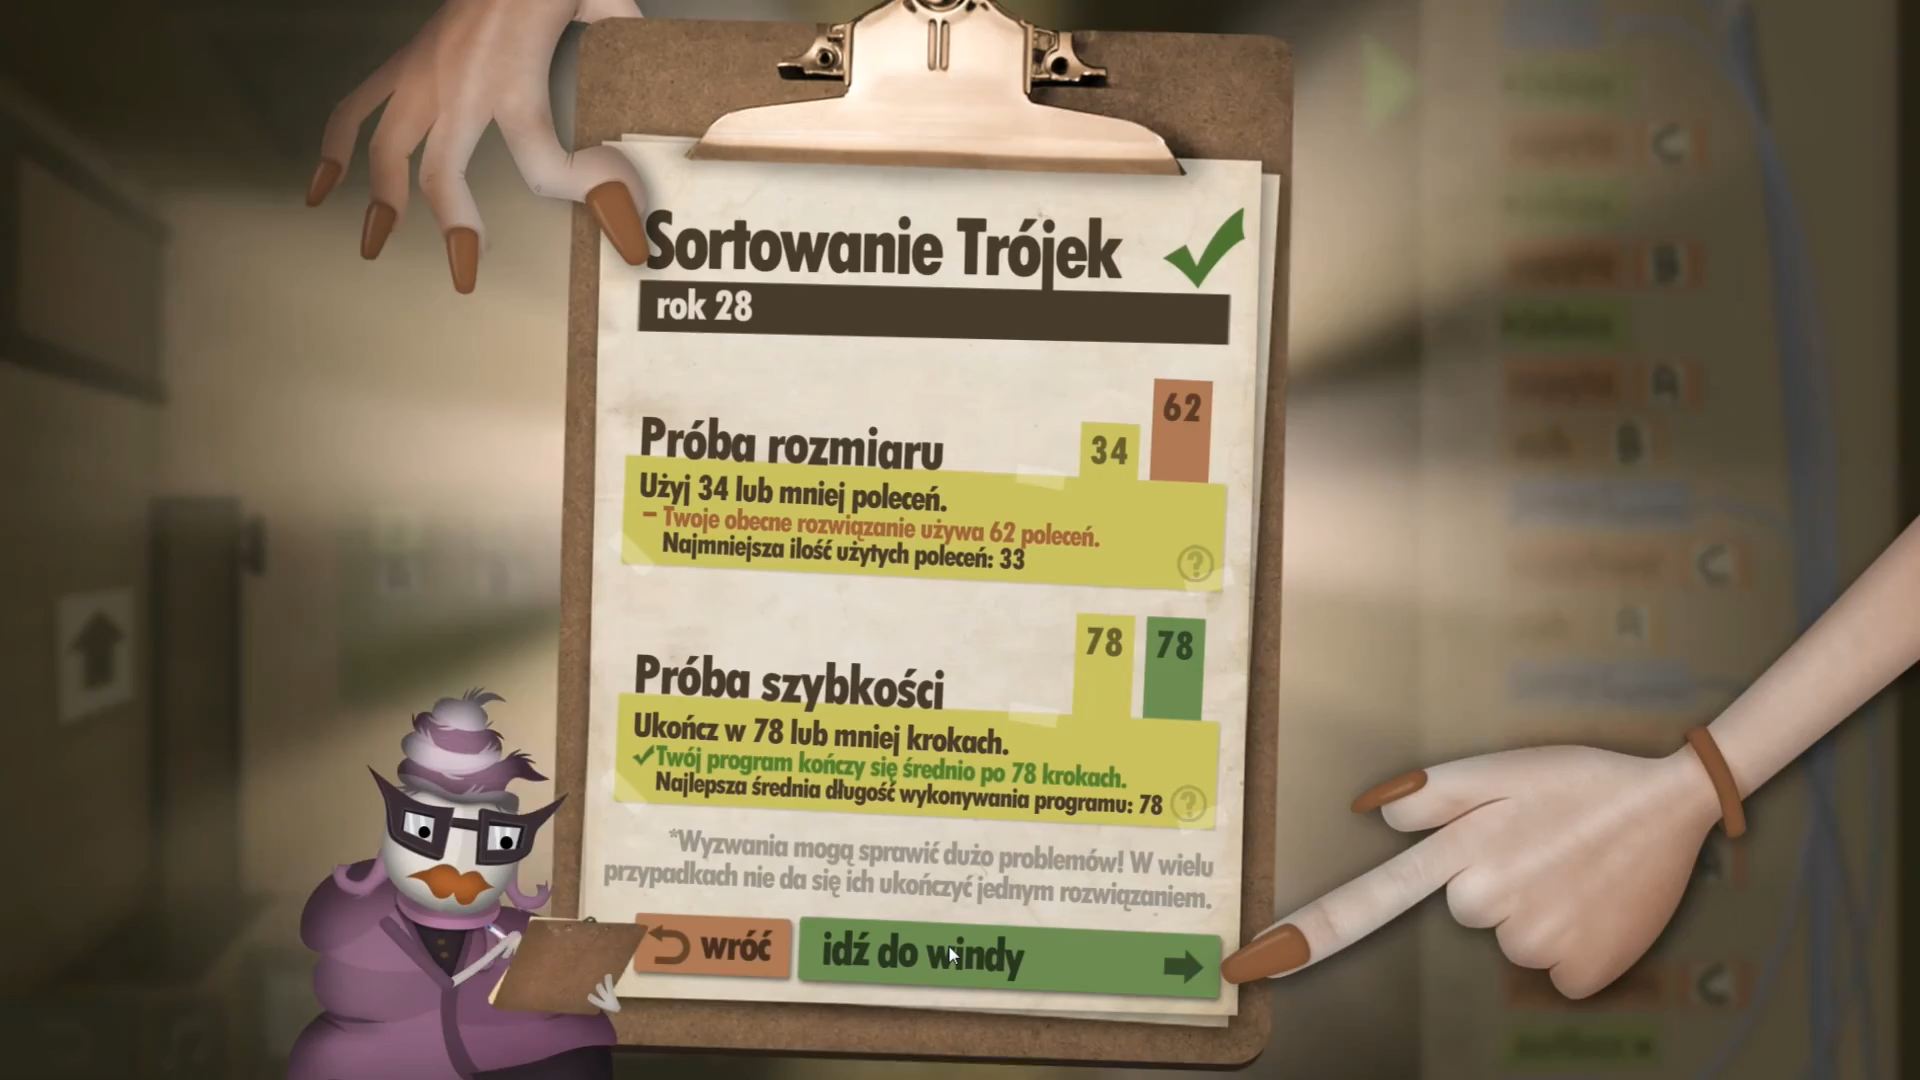 Sortowanie Trójek
rok 28
62
34
Próba rozmiaru
Użyj 34 lub mniej poleceń.
– Twoje obecne rozwiązanie używa 62 poleceń.
Najmniejsza ilość użytych poleceń: 33
?
78 78
Próba szybkości
Ukończ w 78 lub mniej krokach.
Twój program kończy się średnio po 78 krokach.
Najlepsza średnia długość wykonywania programu: 78
?
*Wyzwania mogą sprawić dużo problemów! W wielu
przypadkach nie da się ich ukończyć jednym rozwiązaniem.
wróć idź do windy